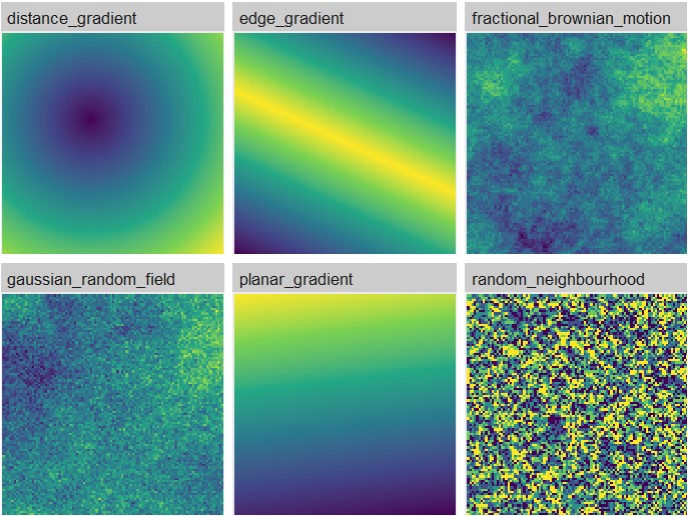 distance_gradient
edge_gradient
fractional_brownian_motion
gaussian_random_field
planar_gradient
random_neighbourhood